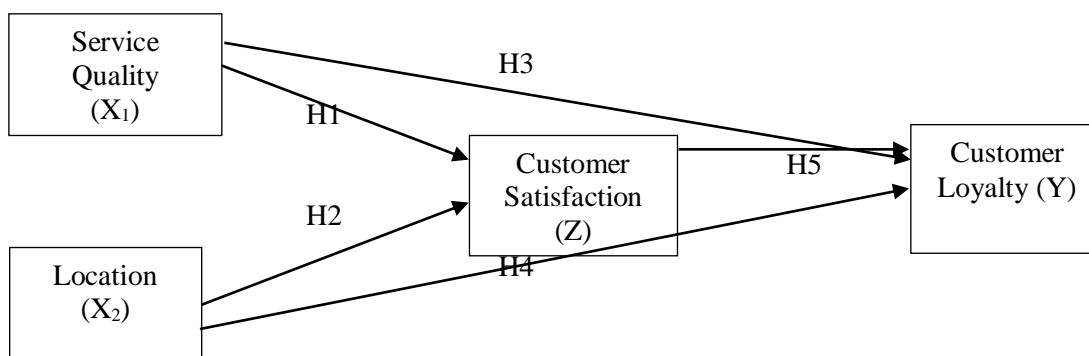 Service
Quality
(X₁)
H3
H1
Customer
Satisfaction
(Z)
H5
Customer
Loyalty (Y)
H2
Location
(X₂)
H4